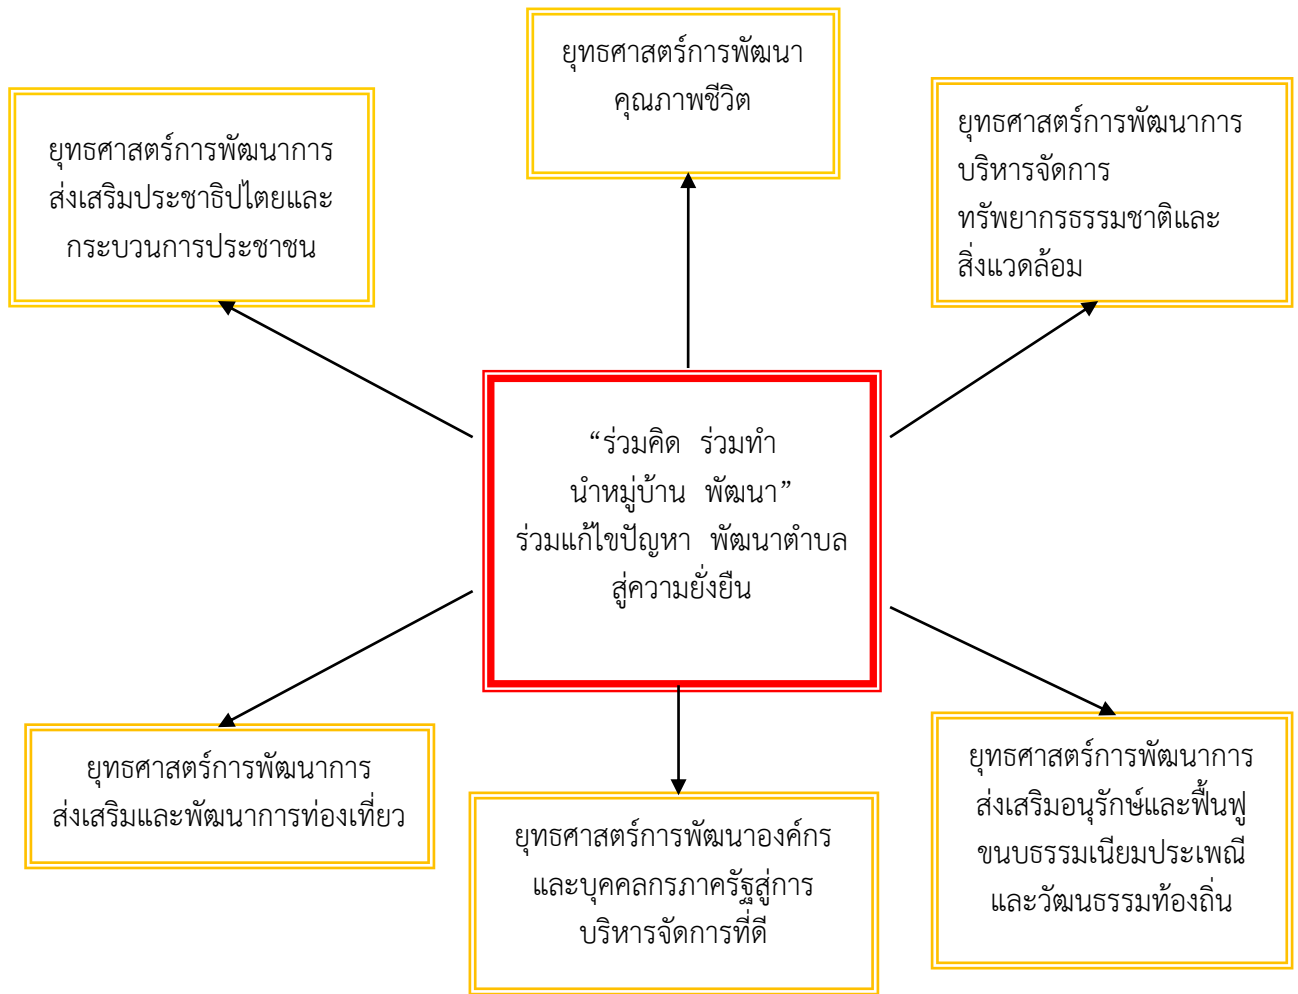 ยุทธศาสตร์การพัฒนา
คุณภาพชีวิต
ยุทธศาสตร์การพัฒนาการ
ส่งเสริมประชาธิปไตยและ
กระบวนการประชาชน
ยุทธศาสตร์การพัฒนาการ
บริหารจัดการ
ทรัพยากรธรรมชาติและ
สิ่งแวดล้อม
“ร่วมคิด ร่วมทำ
นำหมู่บ้าน พัฒนา”
ร่วมแก้ไขปัญหา พัฒนาตำบล
สู่ความยั่งยืน
ยุทธศาสตร์การพัฒนาการ
ส่งเสริมและพัฒนาการท่องเที่ยว
ยุทธศาสตร์การพัฒนาองค์กร
และบุคคลกรภาครัฐสู่การ
บริหารจัดการที่ดี
ยุทธศาสตร์การพัฒนาการ
ส่งเสริมอนุรักษ์และฟื้นฟู
ขนบธรรมเนียมประเพณี
และวัฒนธรรมท้องถิ่น